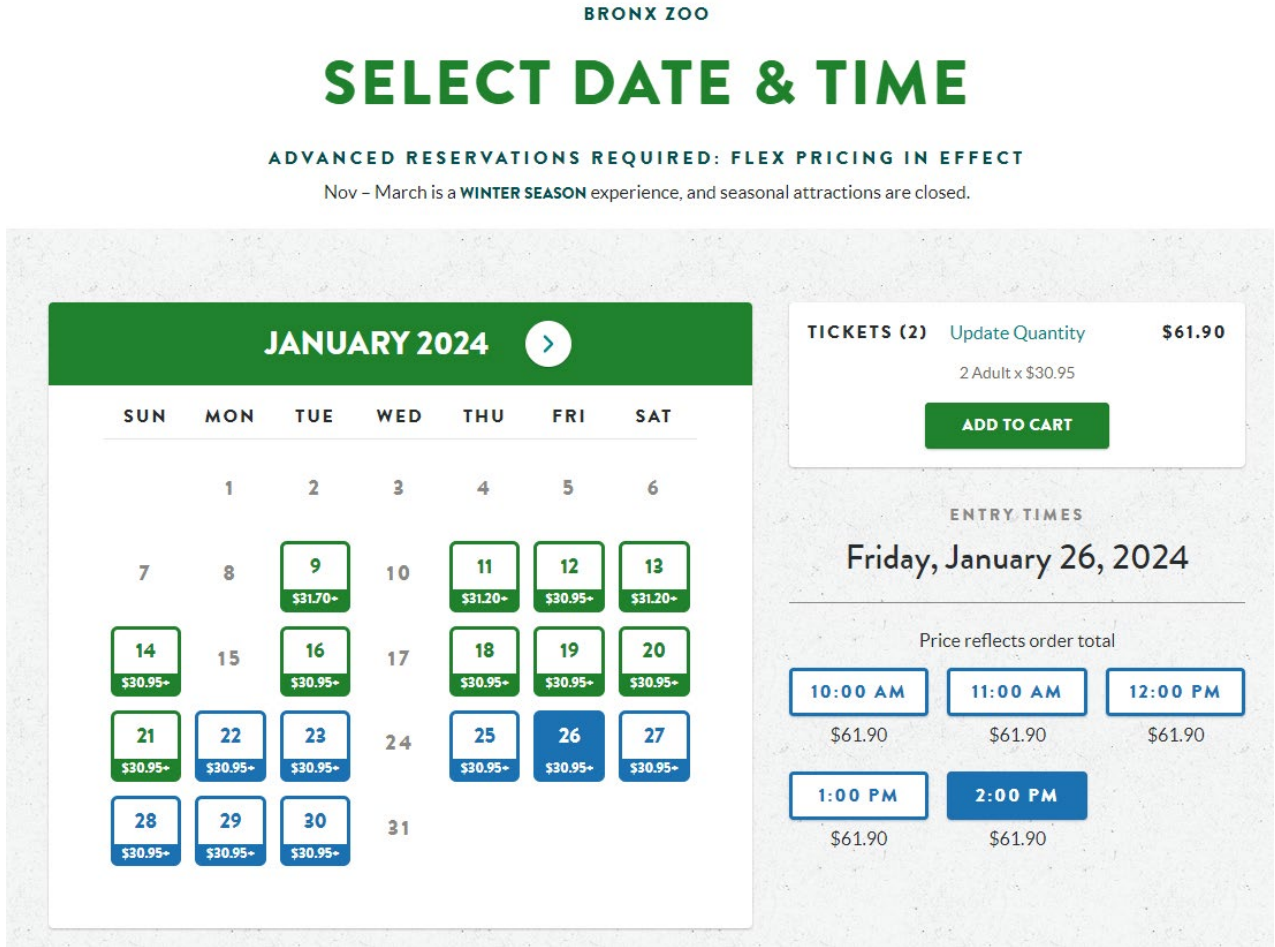 BRONX ZOO
SELECT DATE & TIME
ADVANCED RESERVATIONS REQUIRED: FLEX PRICING IN EFFECT
Nov – March is a WINTER SEASON experience, and seasonal attractions are closed.
JANUARY 2024
SUN MON TUE WED THU FRI SAT
1 2 3 4 5 6
7 8 9 10 11 12 13
$31.70+ $31.20+ $30.95+ $31.20+
14 15 16 17 18 19 20
$30.95+ $30.95+ $30.95+ $30.95+ $30.95+
21 22 23 24 25 26 27
$30.95+ $30.95+ $30.95+ $30.95+ $30.95+ $30.95+
28 29 30 31
$30.95+ $30.95+ $30.95+
TICKETS (2) Update Quantity $61.90
2 Adult x $30.95
ADD TO CART
ENTRY TIMES
Friday, January 26, 2024
Price reflects order total
10:00 AM 11:00 AM 12:00 PM
$61.90 $61.90 $61.90
1:00 PM 2:00 PM
$61.90 $61.90